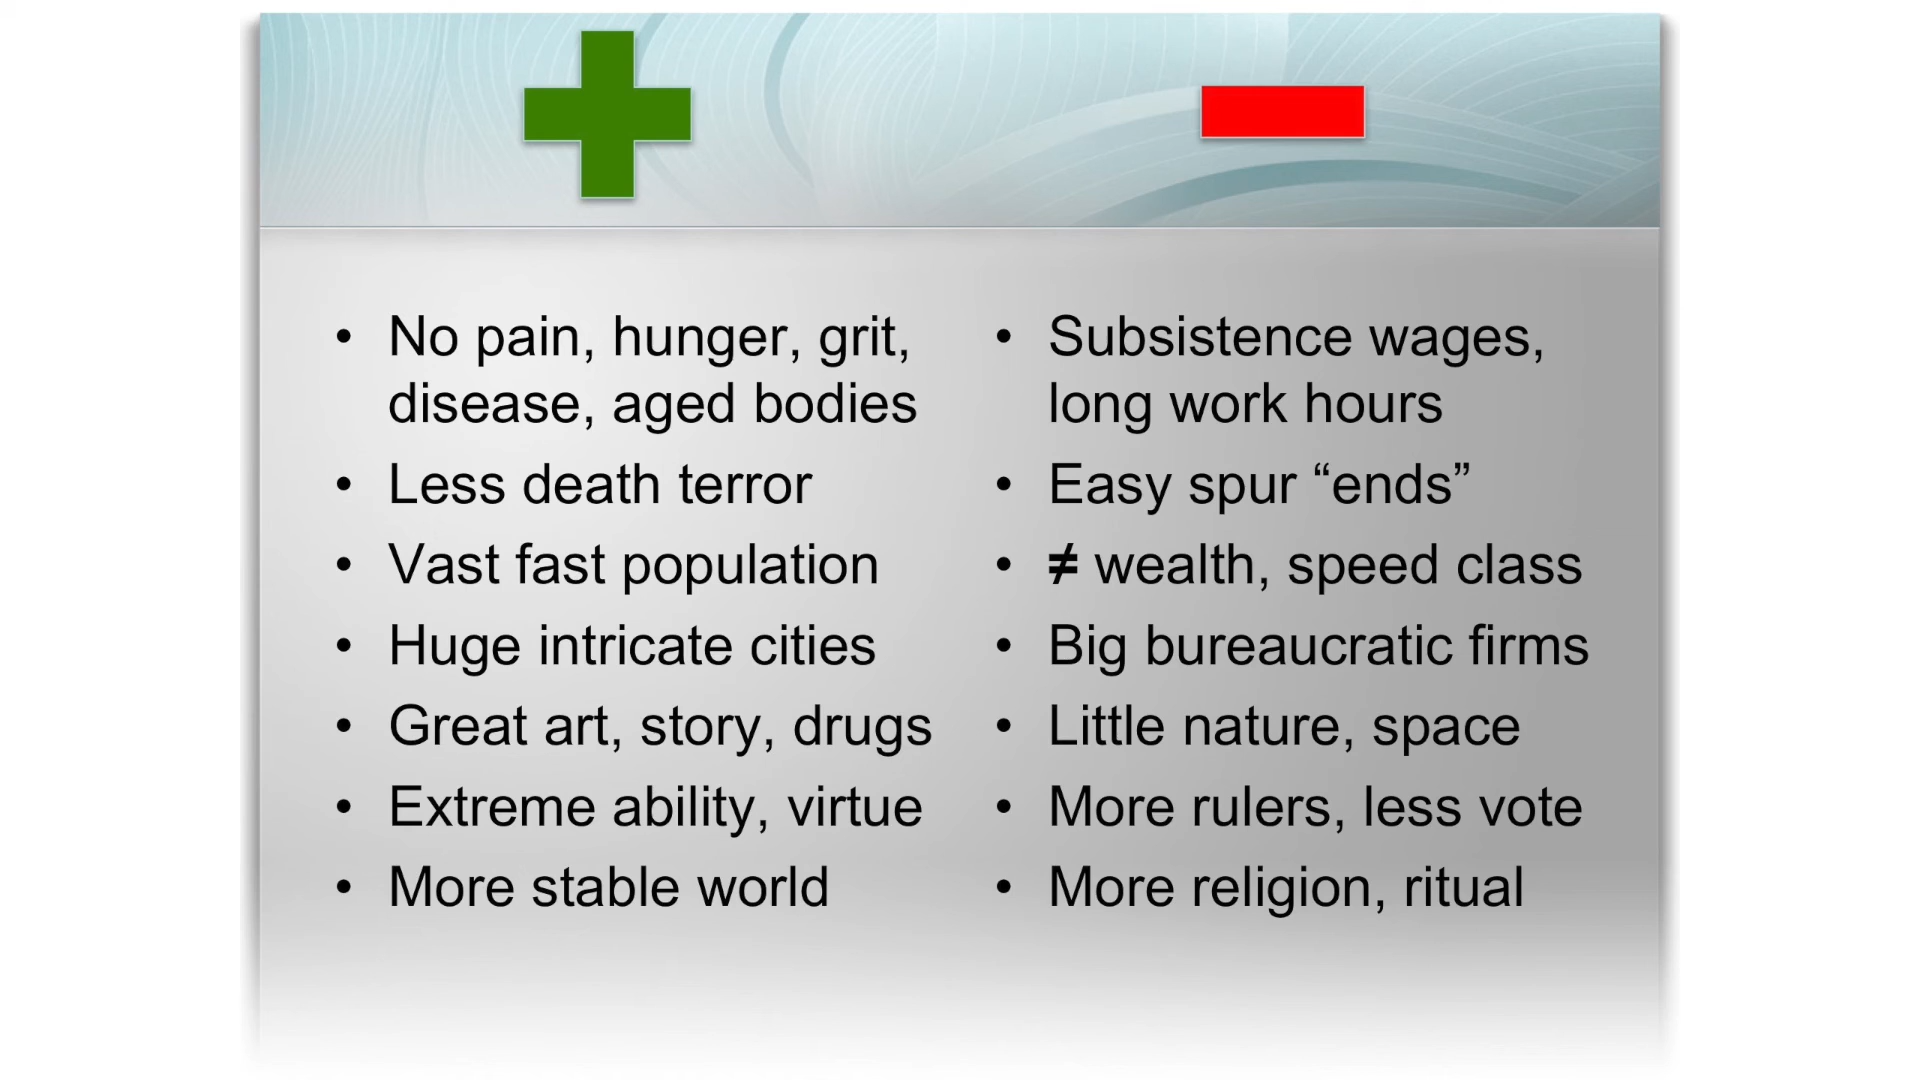 • No pain, hunger, grit,
disease, aged bodies
• Less death terror
• Vast fast population
• Huge intricate cities
• Great art, story, drugs
• Extreme ability, virtue
• More stable world
• Subsistence wages,
long work hours
• Easy spur “ends”
• ≠ wealth, speed class
• Big bureaucratic firms
• Little nature, space
• More rulers, less vote
• More religion, ritual